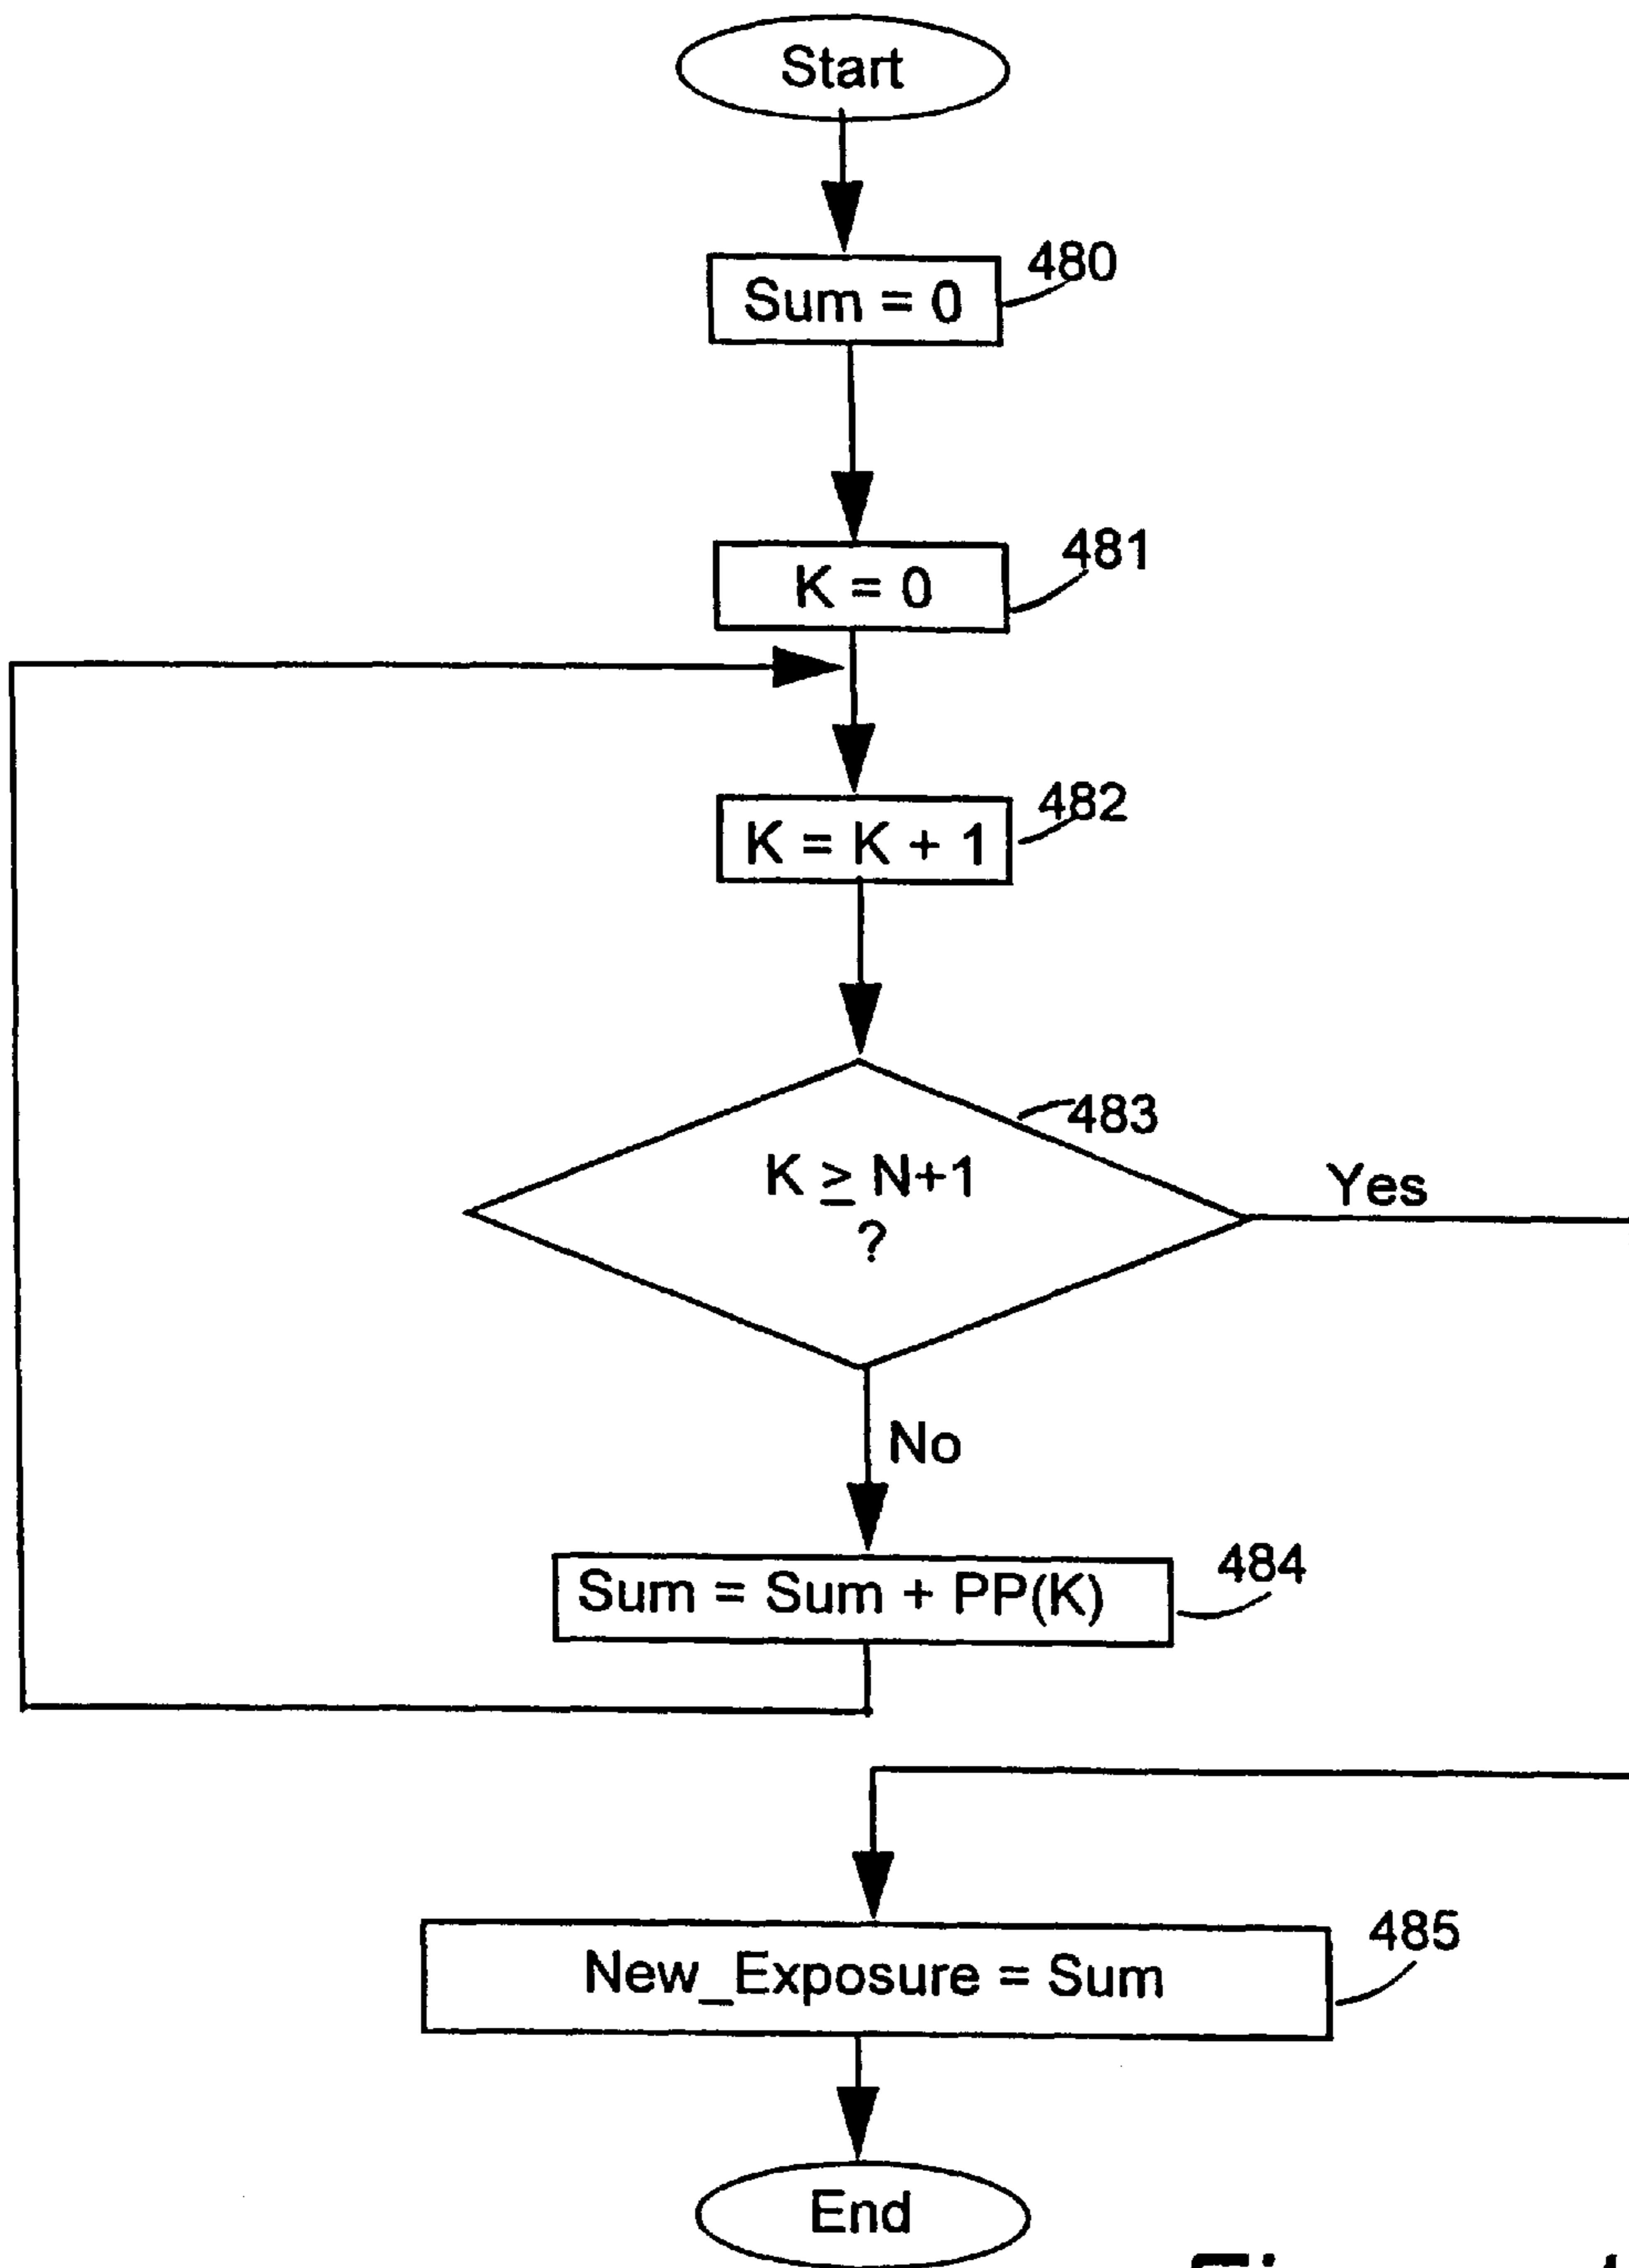 Start
480
Sum = 0
481
K = 0
482
K = K + 1
483
K ≥ N+1
?
Yes
No
484
Sum = Sum + PP(K)
485
New_Exposure = Sum
End